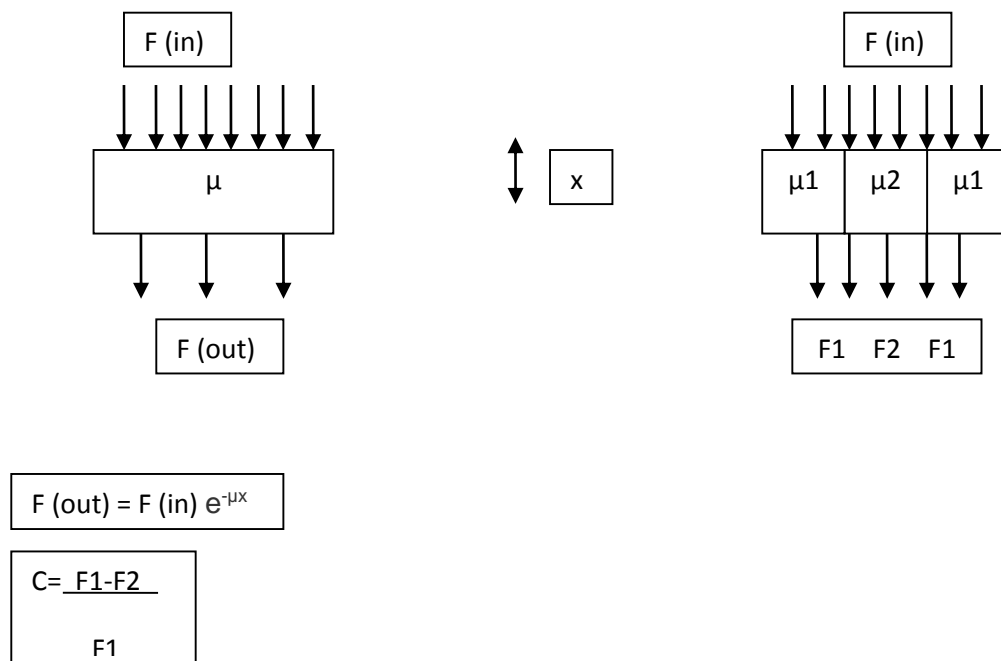 F (in)
F (in)
μ
x
μ1 μ2 μ1
F (out)
F1 F2 F1
F (out) = F (in) e^-μx
C= F1-F2
F1